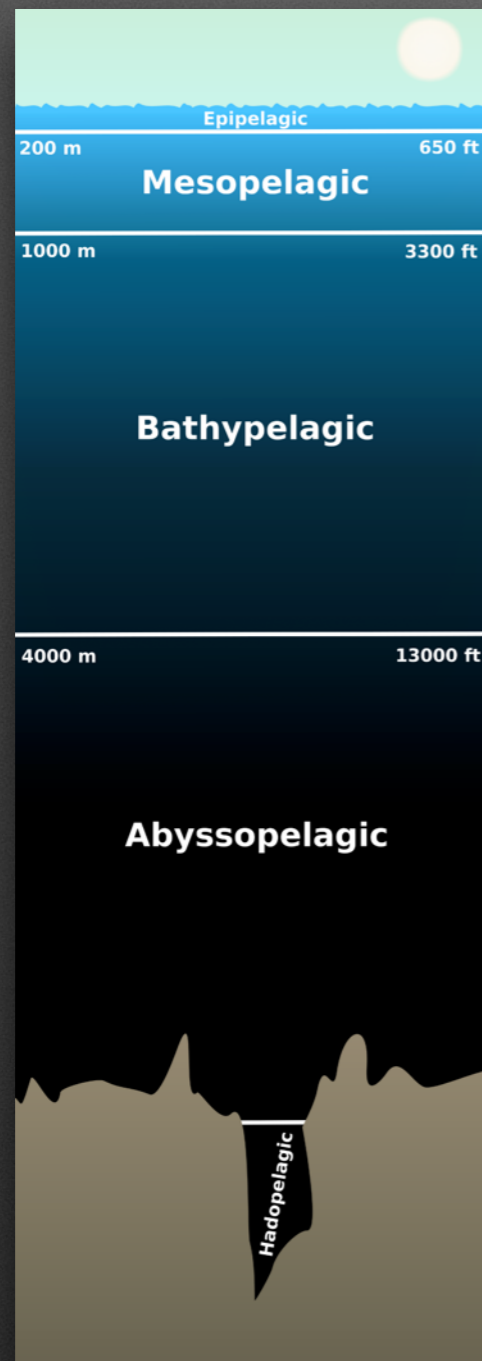 Epipelagic
200 m 650 ft
Mesopelagic
1000 m 3300 ft
Bathypelagic
4000 m 13000 ft
Abyssopelagic
Hadopelagic